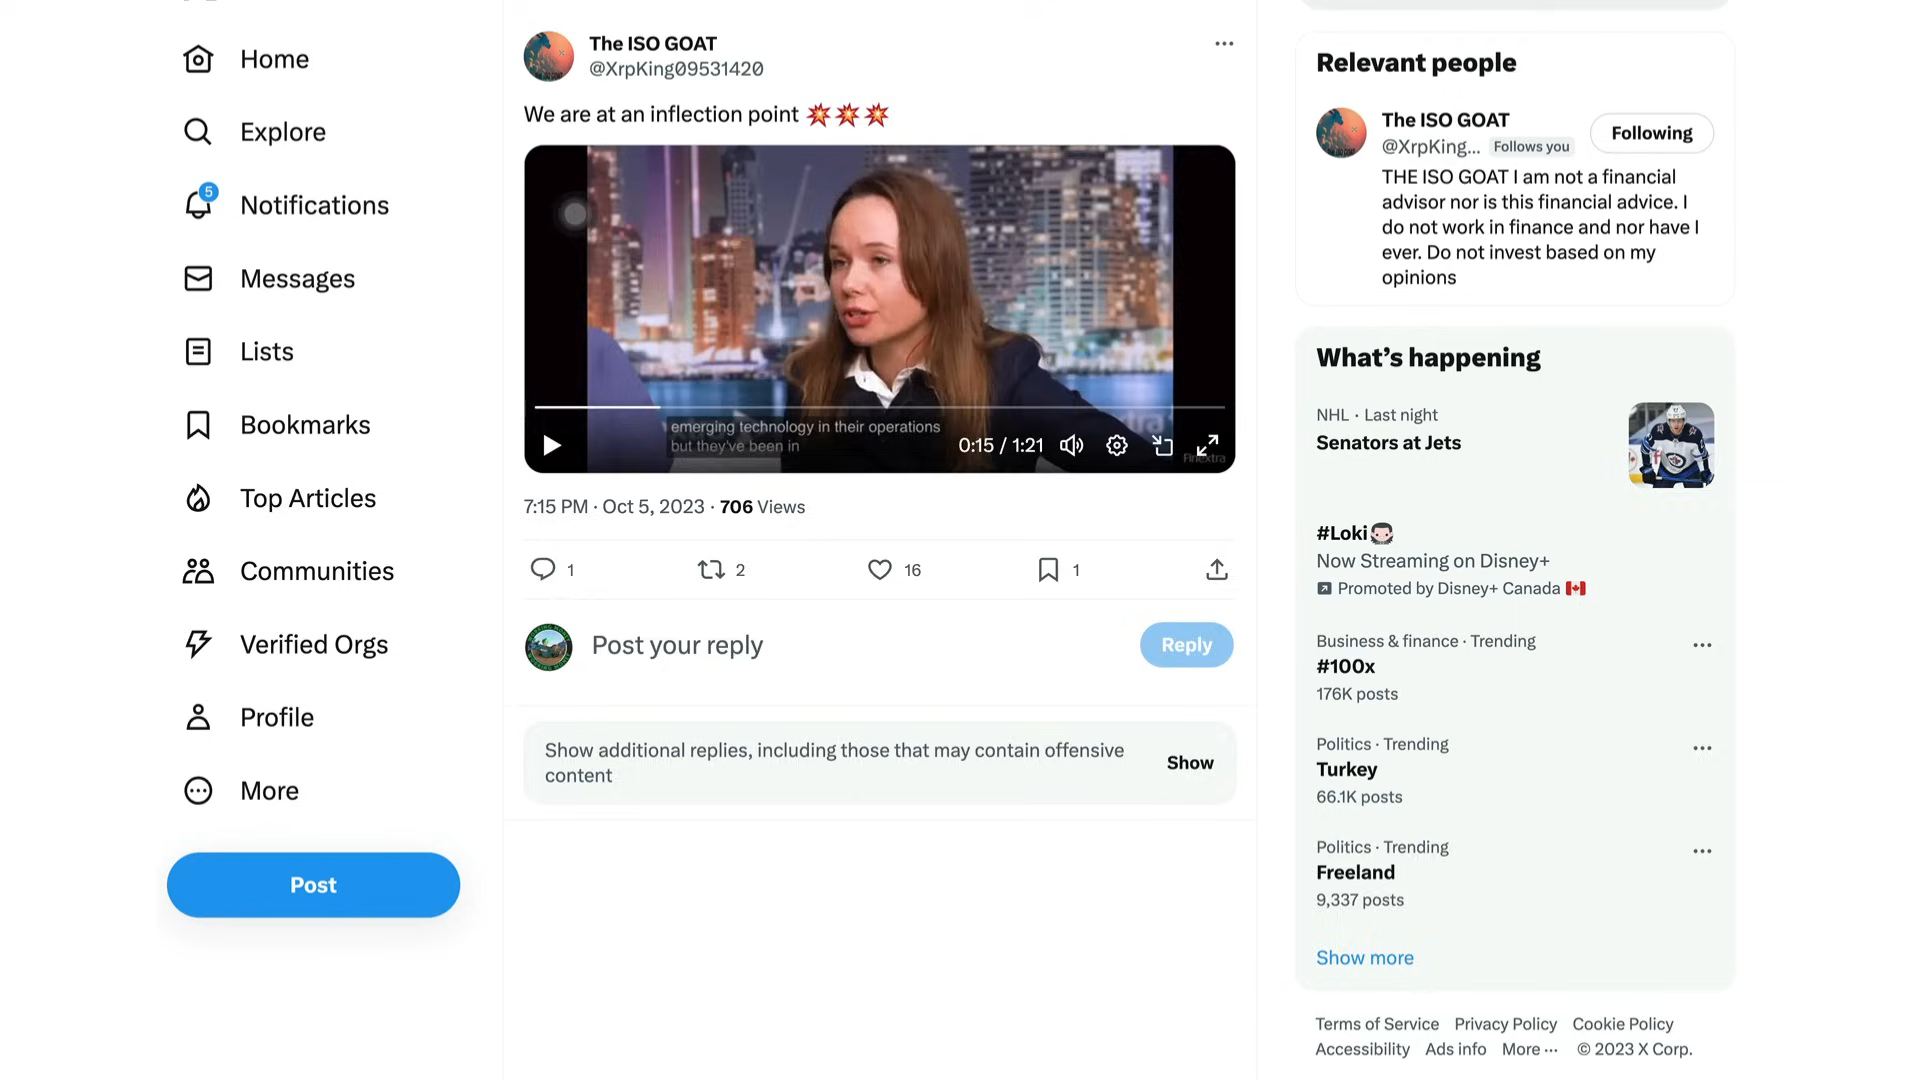 Home
Explore
5
Notifications
Messages
Lists
Bookmarks
Top Articles
Communities
Verified Orgs
Profile
More
Post
The ISO GOAT
@XrpKing09531420
We are at an inflection point 💥💥💥
emerging technology in their operations
but they've been in
0:15 / 1:21
Finextra
7:15 PM · Oct 5, 2023 · 706 Views
1
2
16
1
Post your reply
Reply
Show additional replies, including those that may contain offensive
content
Show
Relevant people
The ISO GOAT
@XrpKing... Follows you
Following
THE ISO GOAT I am not a financial
advisor nor is this financial advice. I
do not work in finance and nor have I
ever. Do not invest based on my
opinions
What's happening
NHL · Last night
Senators at Jets
#Loki
Now Streaming on Disney+
Promoted by Disney+ Canada 🇨🇦
Business & finance · Trending
#100x
176K posts
Politics · Trending
Turkey
66.1K posts
Politics · Trending
Freeland
9,337 posts
Show more
Terms of Service Privacy Policy Cookie Policy
Accessibility Ads info More ··· © 2023 X Corp.